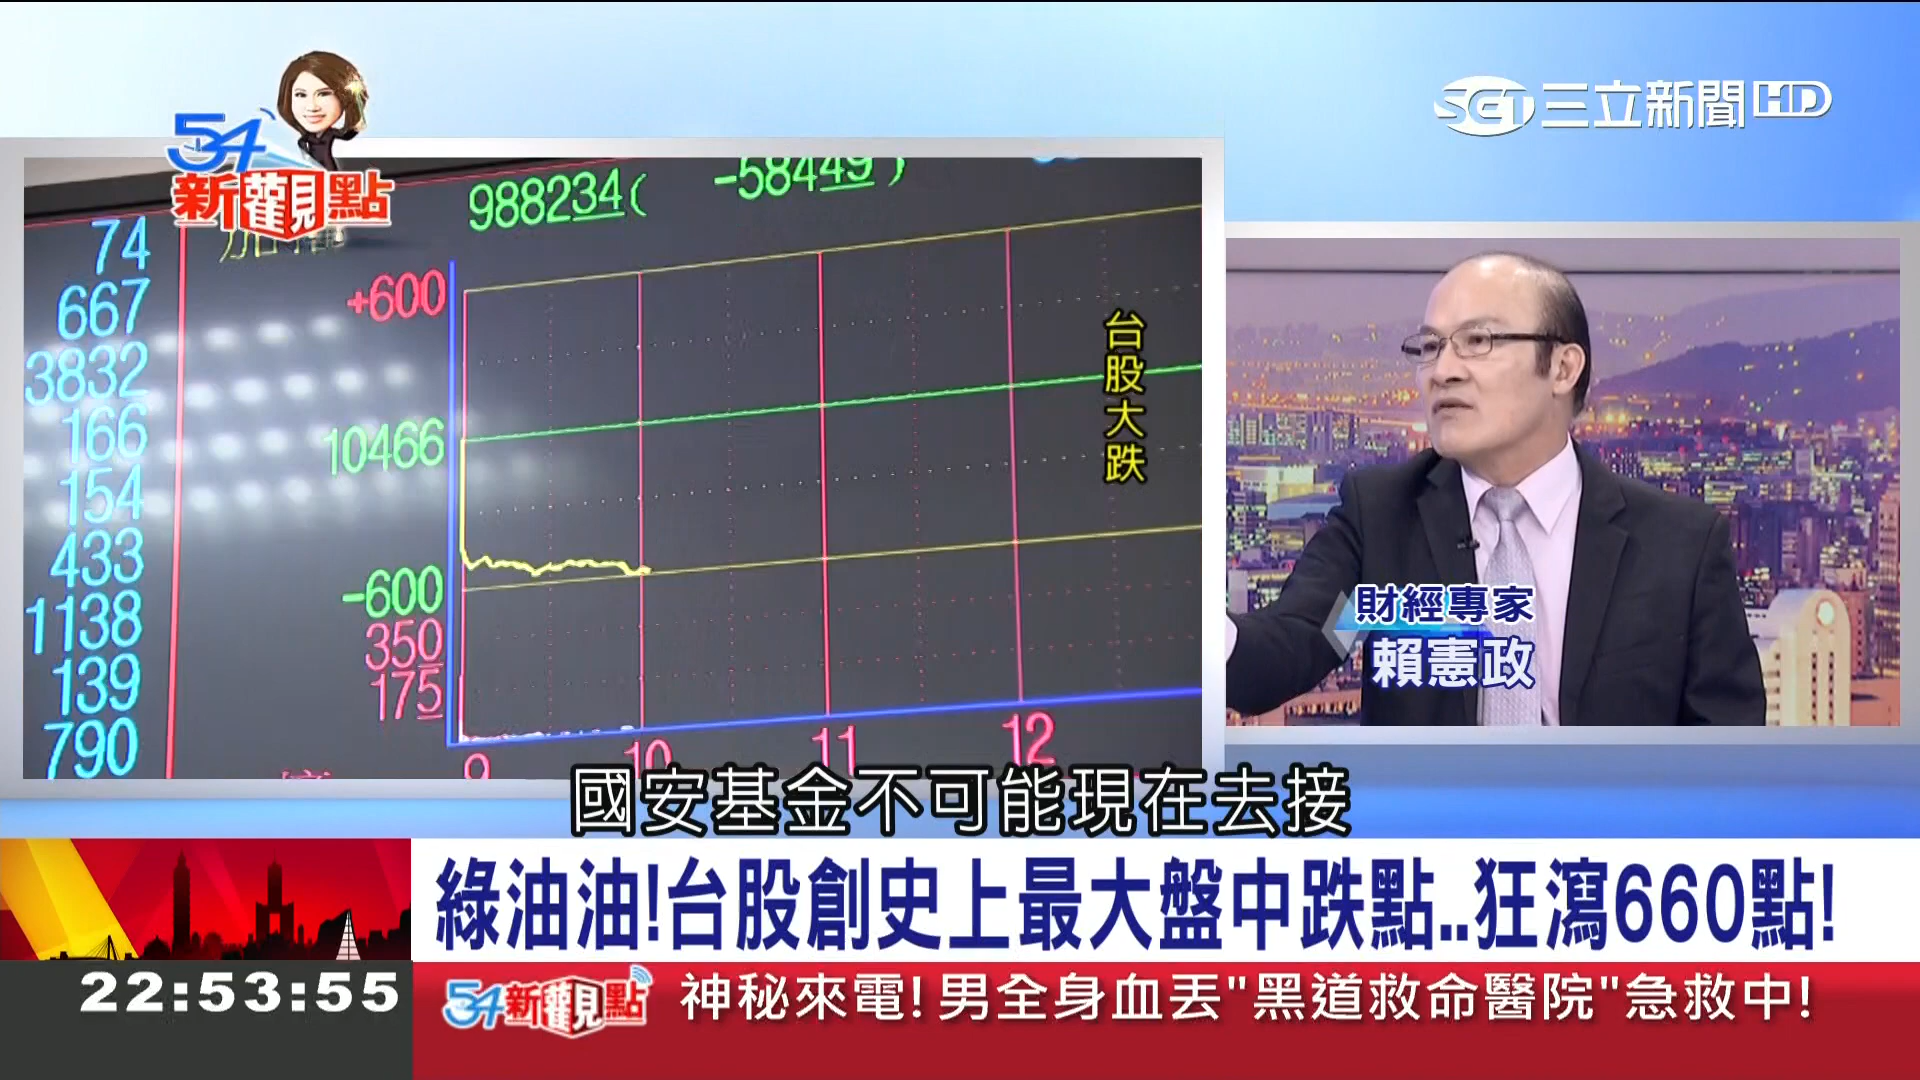 54
新觀點
SET三立新聞HD
988234( -58449)
74
667
3832
166
154
433
1138
139
790
+600
10466
-600
350
175
9 10 11 12
台股大跌
財經專家
賴憲政
國安基金不可能現在去接
綠油油!台股創史上最大盤中跌點..狂瀉660點!
22:53:55
54新觀點
神秘來電!男全身血丟"黑道救命醫院"急救中!